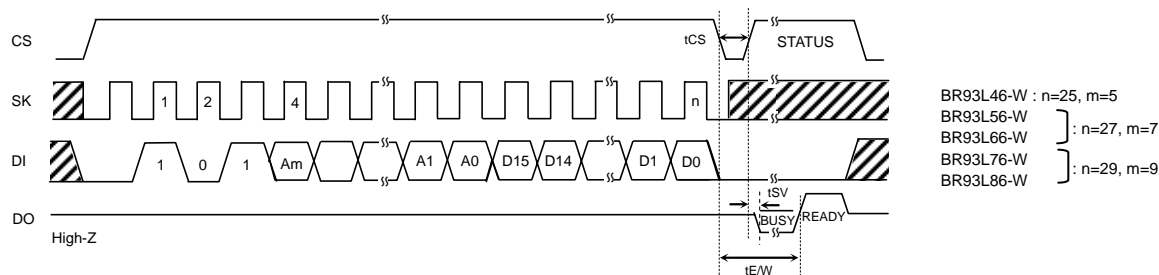 CS
tCS
STATUS
SK
1 2 4 n
DI
1 0 1 Am A1 A0 D15 D14 D1 D0
tSV
DO
BUSY READY
High-Z
tE/W
BR93L46-W : n=25, m=5
BR93L56-W
BR93L66-W
: n=27, m=7
BR93L76-W
BR93L86-W
: n=29, m=9